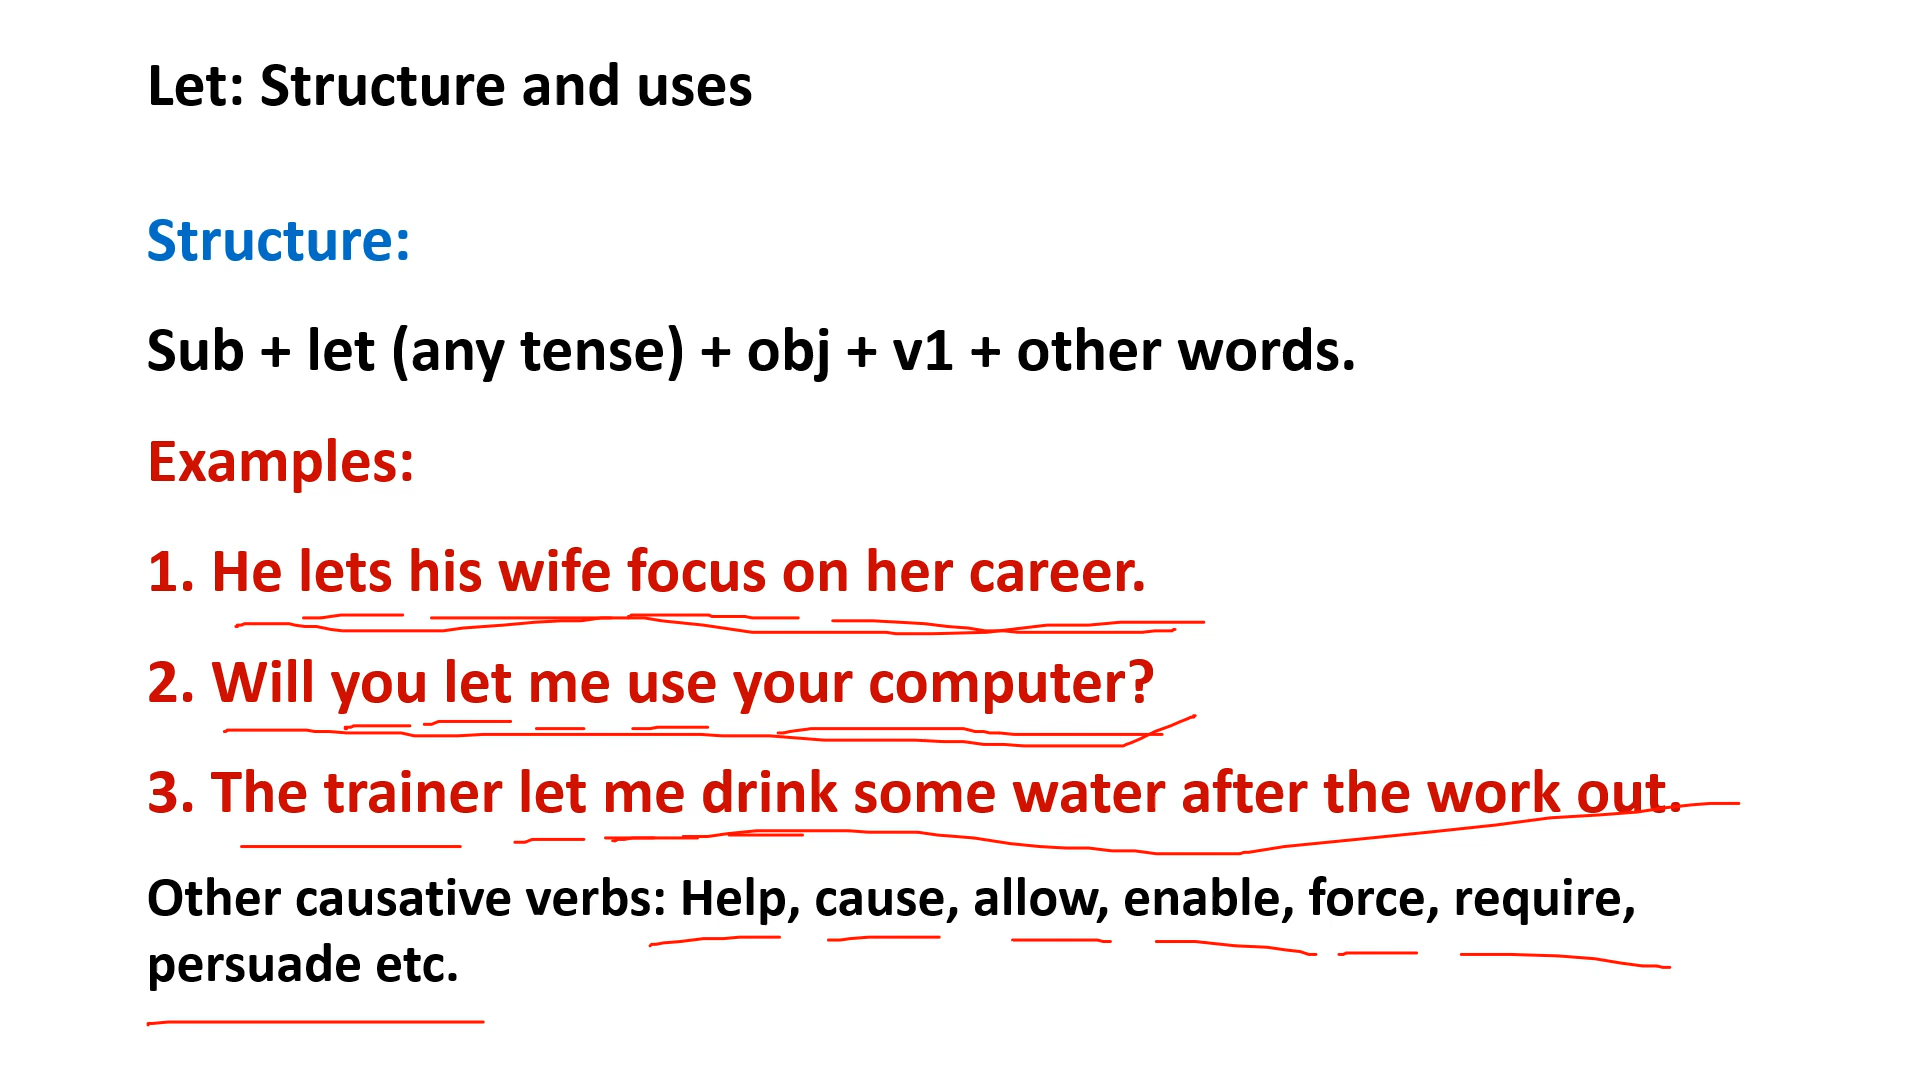 Let: Structure and uses
Structure:
Sub + let (any tense) + obj + v1 + other words.
Examples:
1. He lets his wife focus on her career.
2. Will you let me use your computer?
3. The trainer let me drink some water after the work out.
Other causative verbs: Help, cause, allow, enable, force, require,
persuade etc.